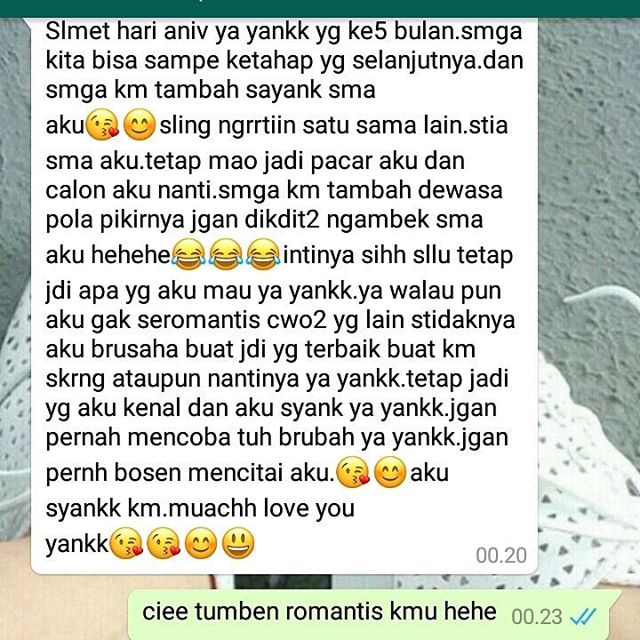 Slmet hari aniv ya yankk yg ke5 bulan.smga
kita bisa sampe ketahap yg selanjutnya.dan
smga km tambah sayank sma
aku😘😊sling ngrrtiin satu sama lain.stia
sma aku.tetap mao jadi pacar aku dan
calon aku nanti.smga km tambah dewasa
pola pikirnya jgan dikdit2 ngambek sma
aku hehehe😂😂😂intinya sihh sllu tetap
jdi apa yg aku mau ya yankk.ya walau pun
aku gak seromantis cwo2 yg lain stidaknya
aku brusaha buat jdi yg terbaik buat km
skrng ataupun nantinya ya yankk.tetap jadi
yg aku kenal dan aku syank ya yankk.jgan
pernah mencoba tuh brubah ya yankk.jgan
pernh bosen mencitai aku.😘😊aku
syankk km.muachh love you
yankk😘😘😊😃
00.20
ciee tumben romantis kmu hehe 00.23